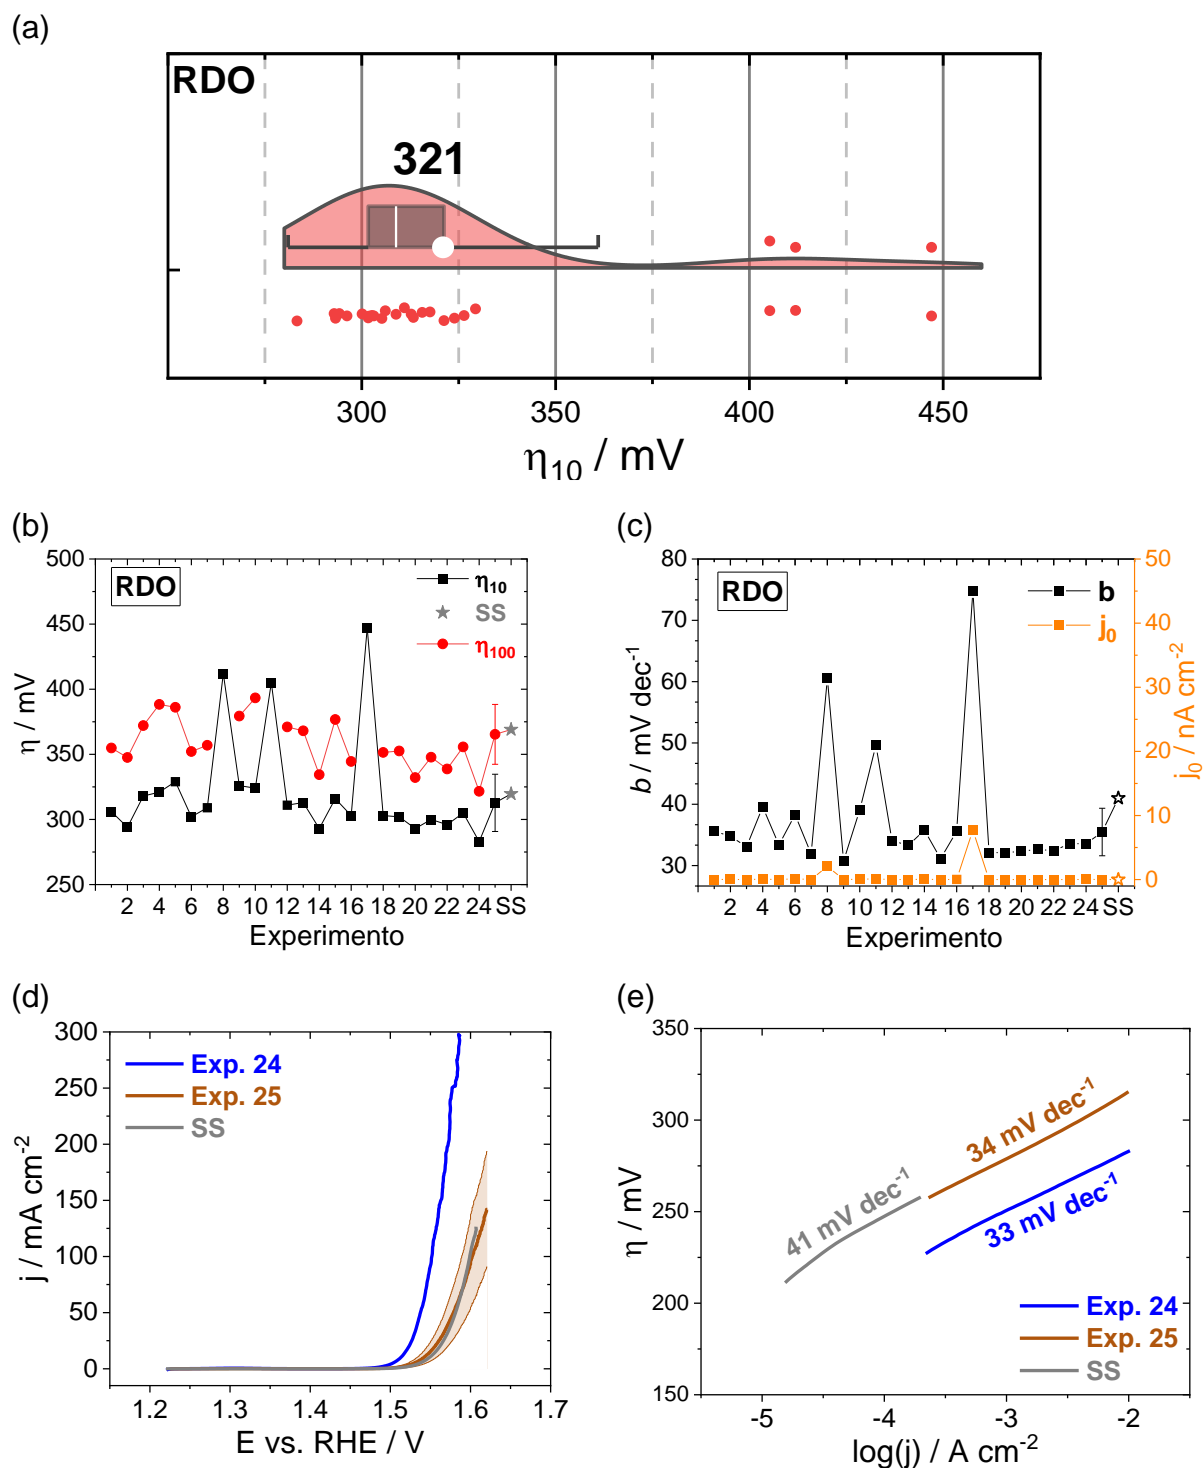 (a)
RDO
321
300 350 400 450
η10 / mV
(b)
RDO
η10
SS
η100
500
450
400
350
300
250
η / mV
2 4 6 8 10 12 14 16 18 20 22 24 SS
Experimento
(c)
RDO
b
j0
80
70
60
50
40
30
b / mV dec-1
50
40
30
20
10
0
j0 / nA cm-2
2 4 6 8 10 12 14 16 18 20 22 24 SS
Experimento
(d)
Exp. 24
Exp. 25
SS
300
250
200
150
100
50
0
j / mA cm-2
1.2 1.3 1.4 1.5 1.6 1.7
E vs. RHE / V
(e)
350
300
250
200
150
η / mV
41 mV dec-1
34 mV dec-1
33 mV dec-1
Exp. 24
Exp. 25
SS
-5 -4 -3 -2
log(j) / A cm-2